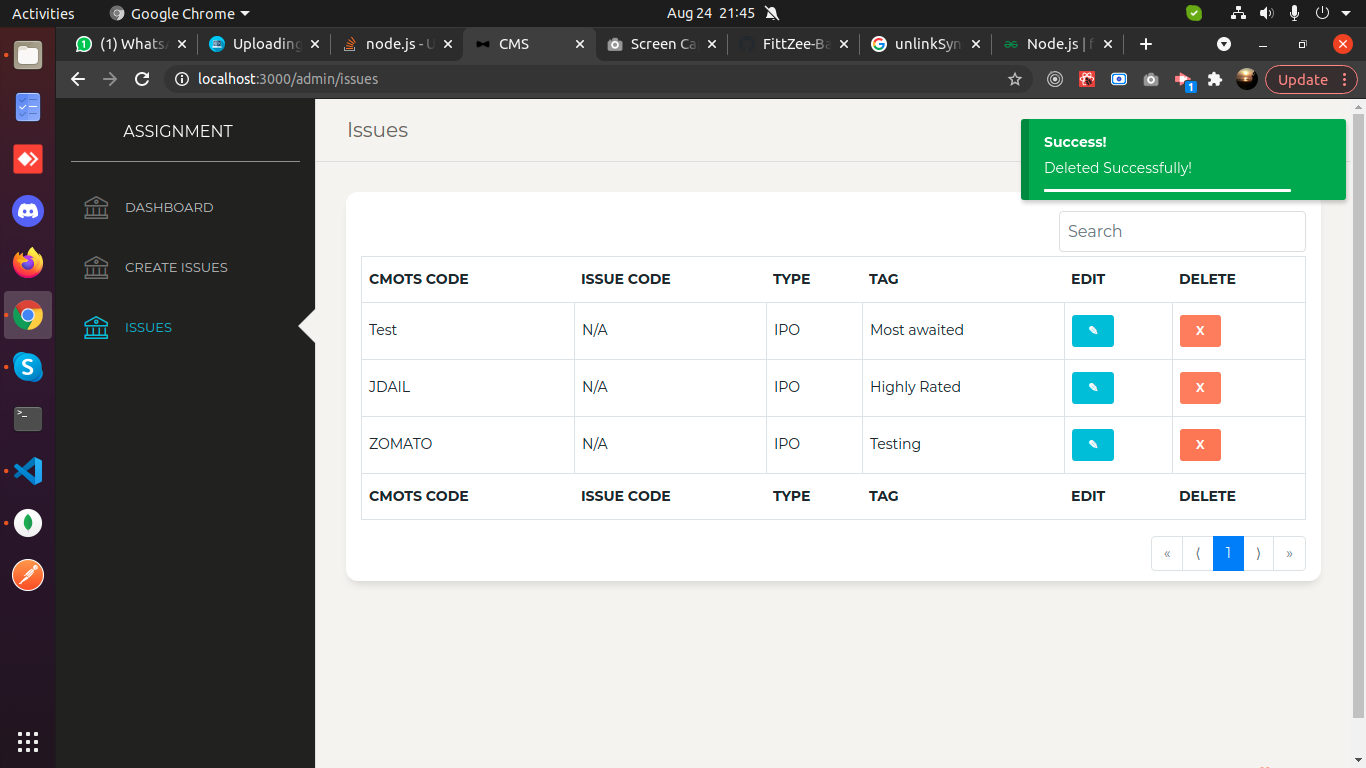 Activities Google Chrome Aug 24 21:45
(1) Whats Uploading node.js - U CMS Screen Ca FittZee-Ba unlinkSyn Node.js | f
localhost:3000/admin/issues 1 Update
ASSIGNMENT
DASHBOARD
CREATE ISSUES
ISSUES
Issues
Success!
Deleted Successfully!
Search
CMOTS CODE ISSUE CODE TYPE TAG EDIT DELETE
Test N/A IPO Most awaited ✎ X
JDAIL N/A IPO Highly Rated ✎ X
ZOMATO N/A IPO Testing ✎ X
CMOTS CODE ISSUE CODE TYPE TAG EDIT DELETE
« ⟨ 1 ⟩ »